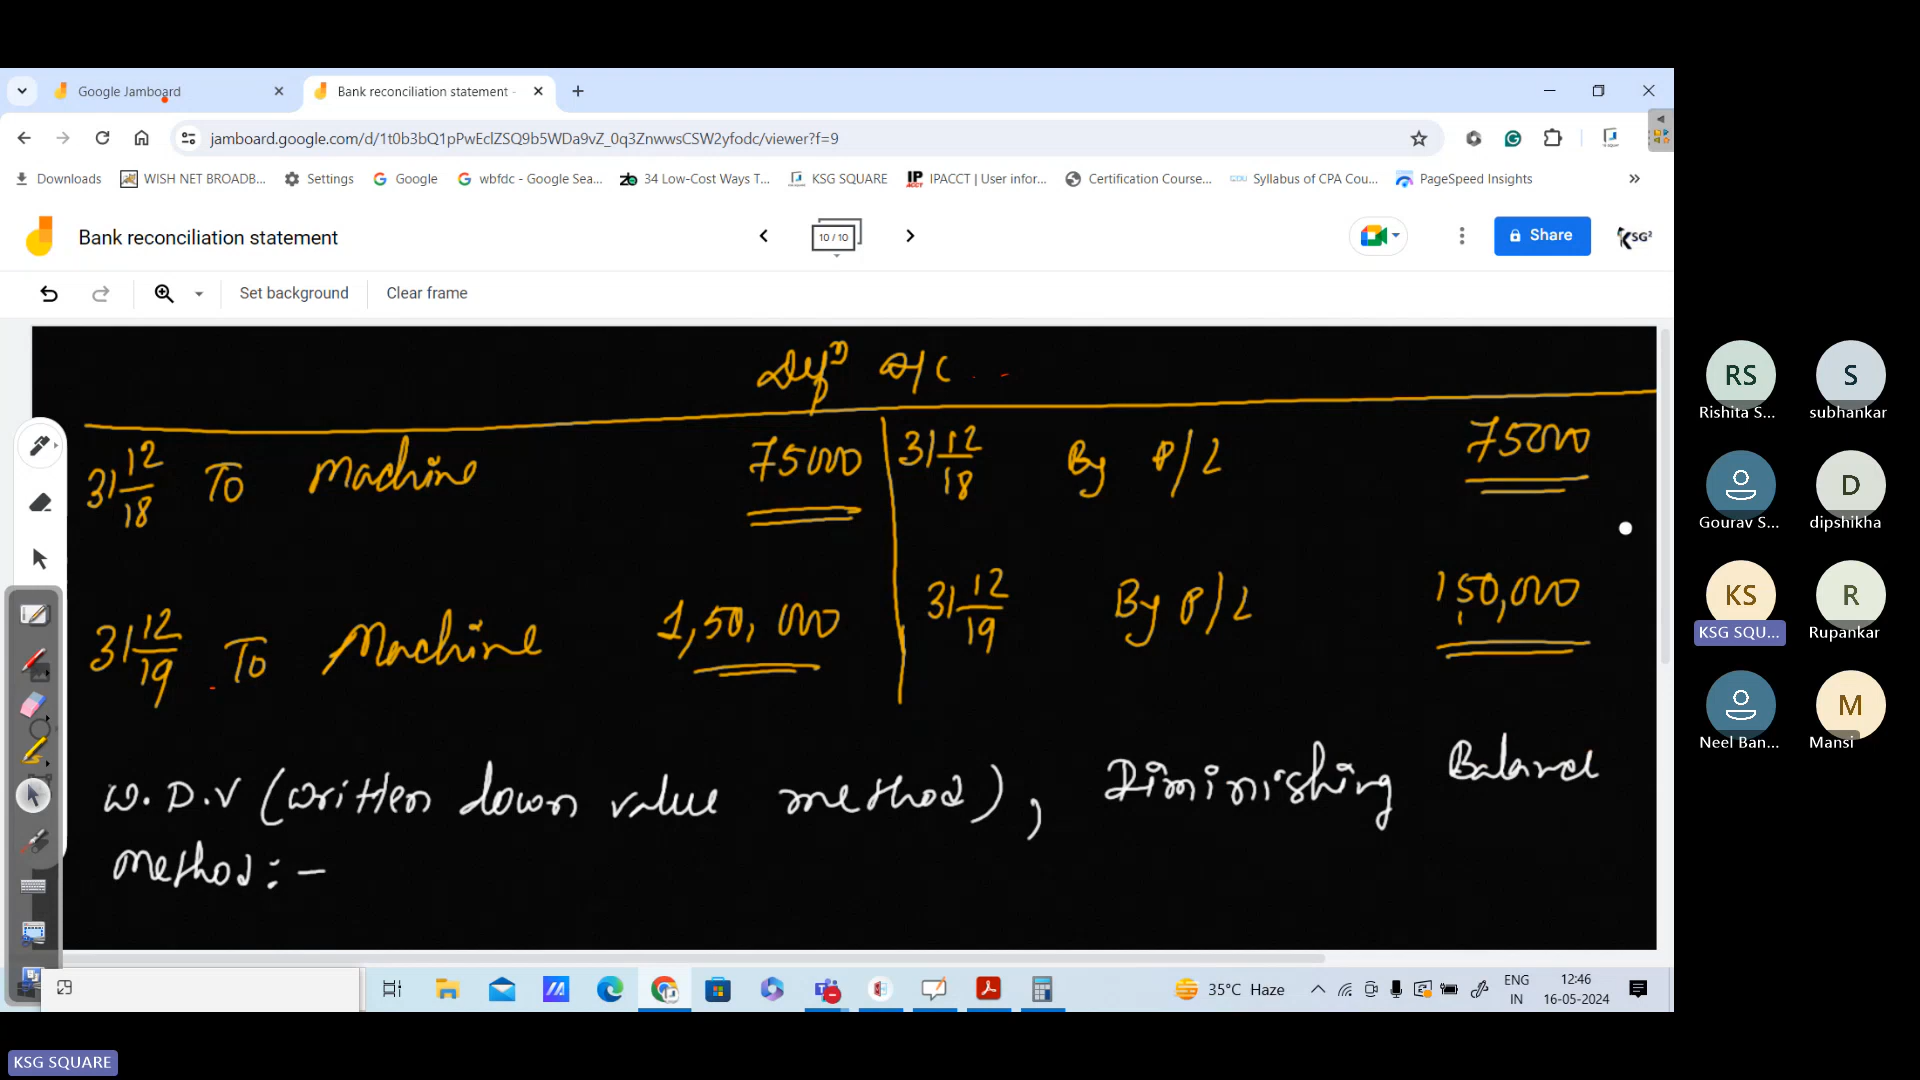 Google Jamboard
Bank reconciliation statement -
jamboard.google.com/d/1t0b3bQ1pPwEclZSQ9b5WDa9vZ_0q3ZnwwsCSW2yfodc/viewer?f=9
Downloads WISH NET BROADB... Settings Google wbfdc - Google Sea... 34 Low-Cost Ways T... KSG SQUARE IPACCT | User infor... Certification Course... Syllabus of CPA Cou... PageSpeed Insights
Bank reconciliation statement
10 / 10
Share
KSG²
Set background Clear frame
Depn A/C
31 12/18 To Machine 75000 31 12/18 By P/L 75000
31 12/19 To Machine 1,50,000 31 12/19 By P/L 150,000
W.D.V (written down value method), Diminishing Balance
method:-
RS S
Rishita S... subhankar
D
Gourav S... dipshikha
KS R
KSG SQU... Rupankar
M
Neel Ban... Mansi
35°C Haze
ENG
IN
12:46
16-05-2024
KSG SQUARE